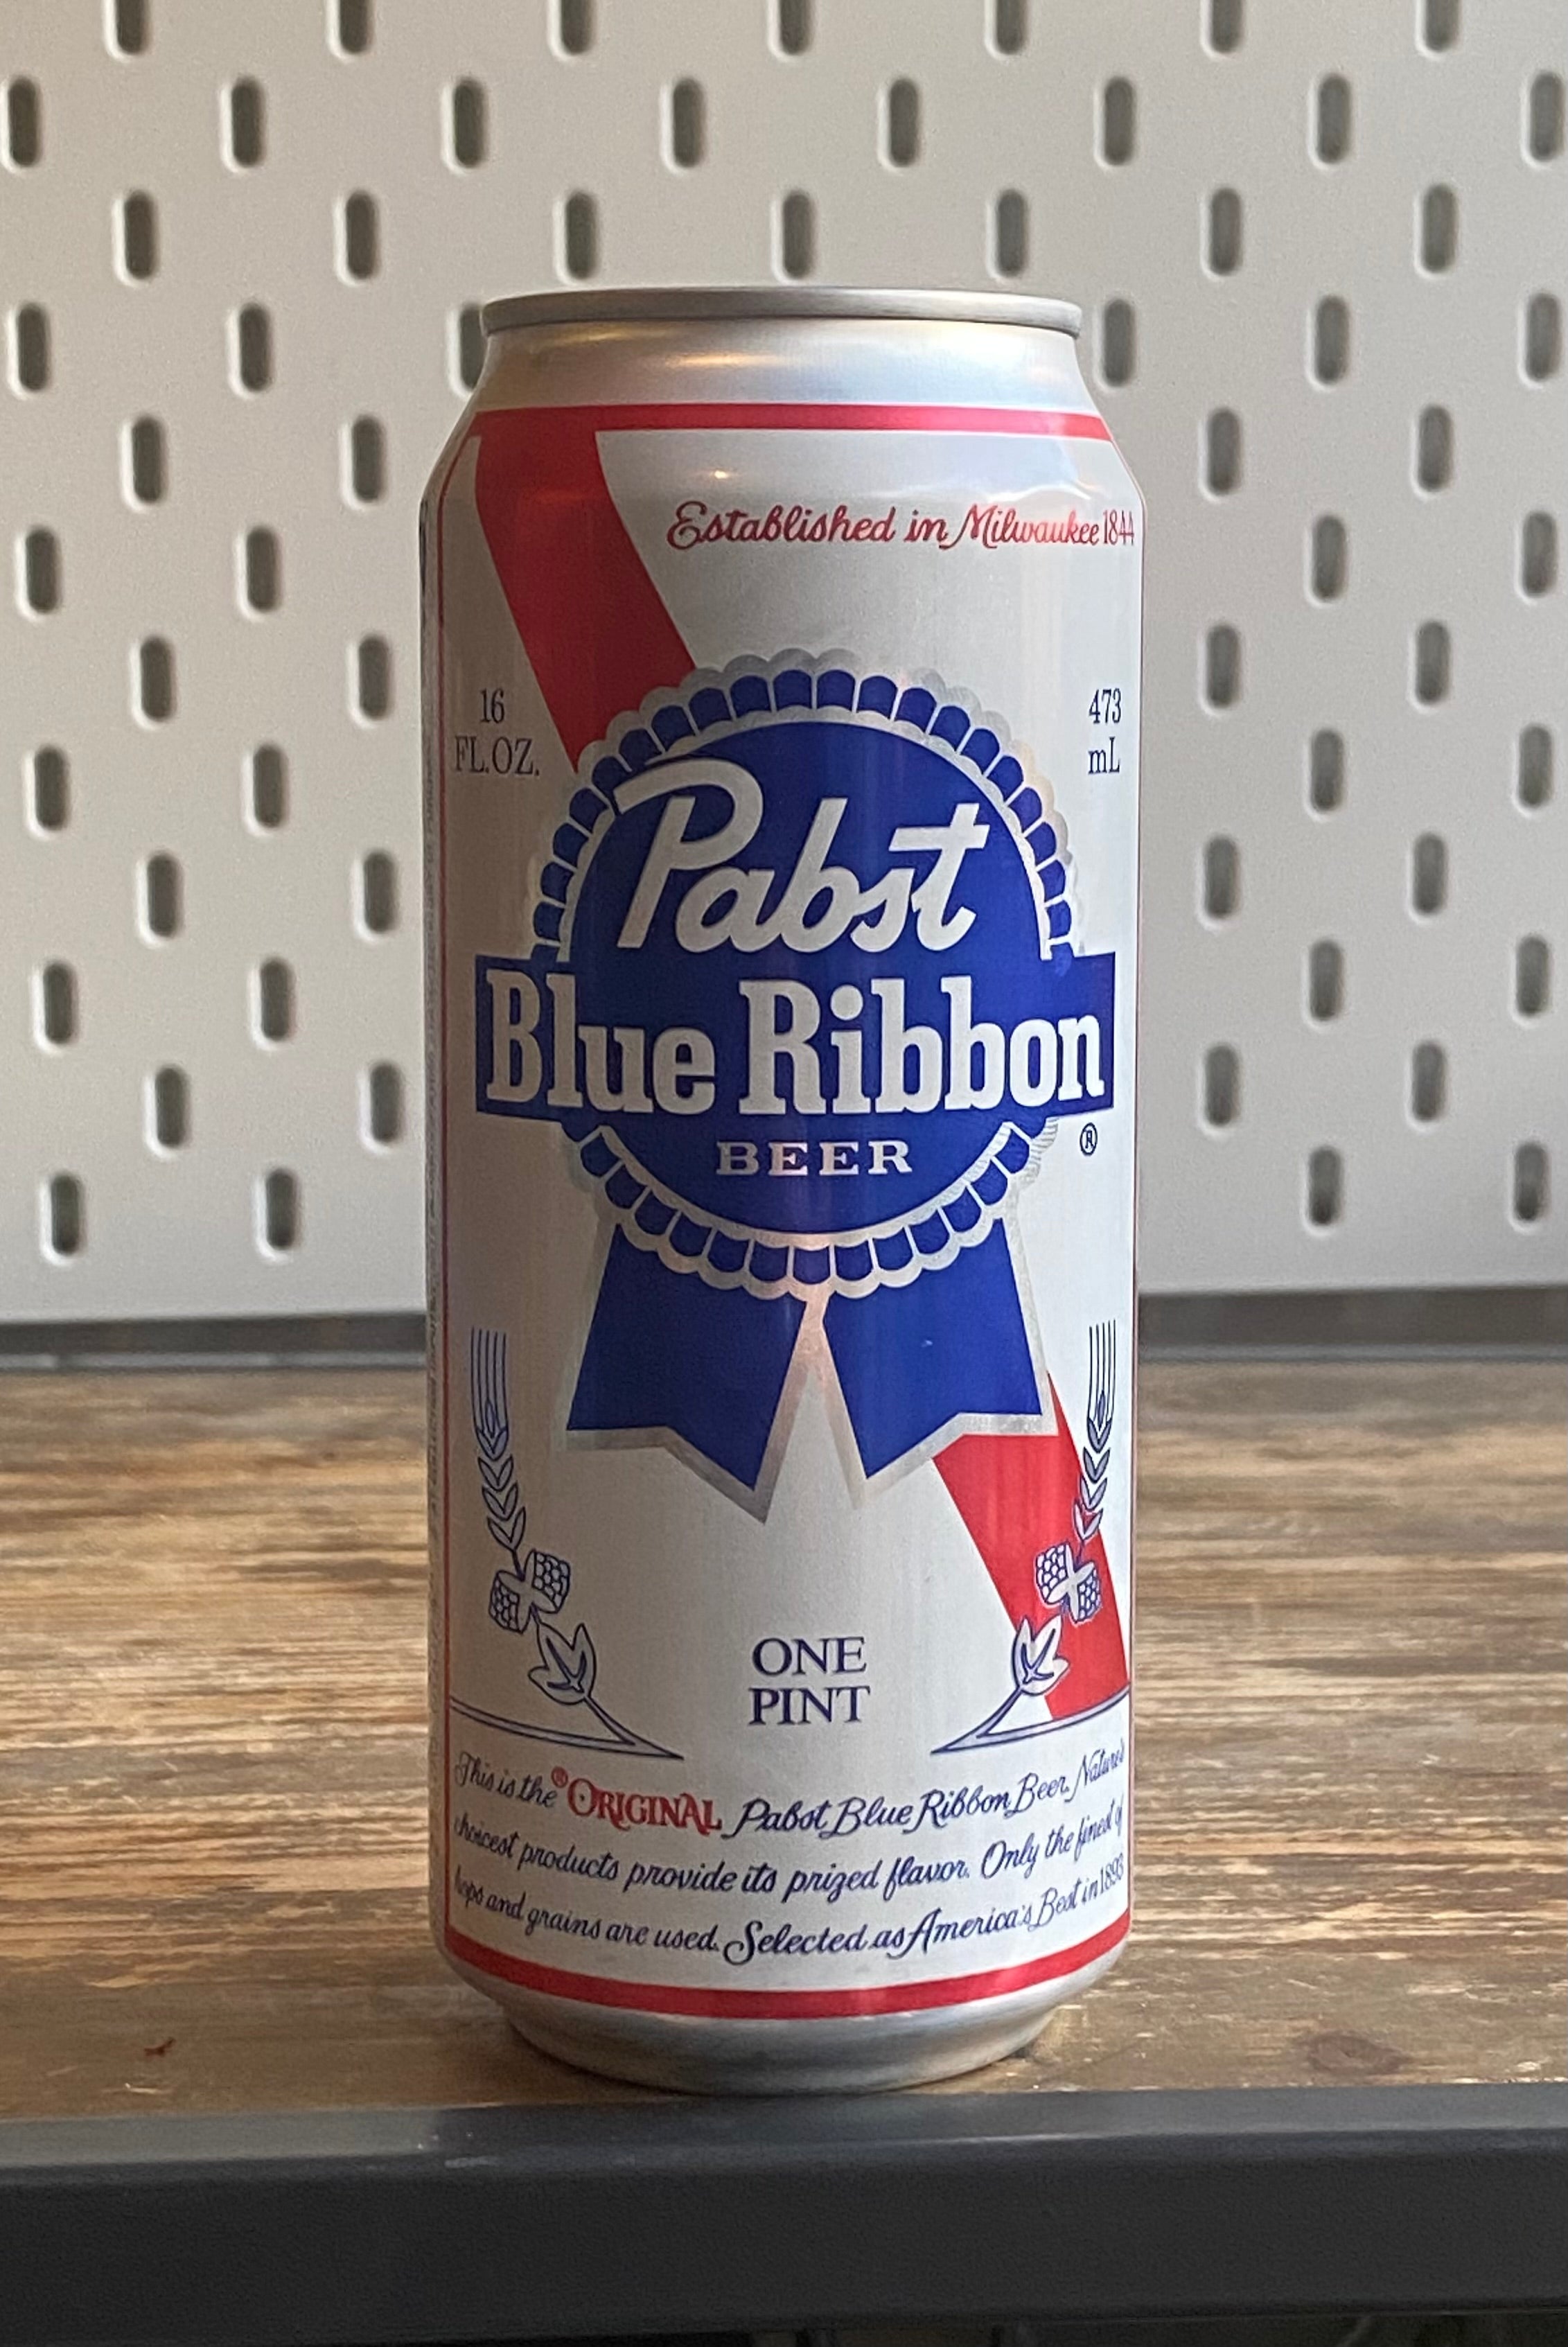 Established in Milwaukee 1844
16
FL.OZ.
473
mL
Pabst
Blue Ribbon
BEER
®
ONE
PINT
This is the ®ORIGINAL Pabst Blue Ribbon Beer. Nature's
choicest products provide its prized flavor. Only the finest of
hops and grains are used. Selected as America's Best in 1893